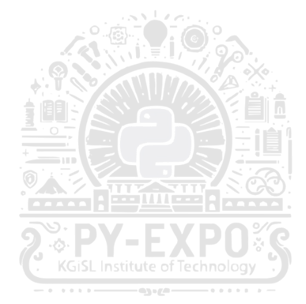 PY-EXPO
KGiSL Institute of Technology